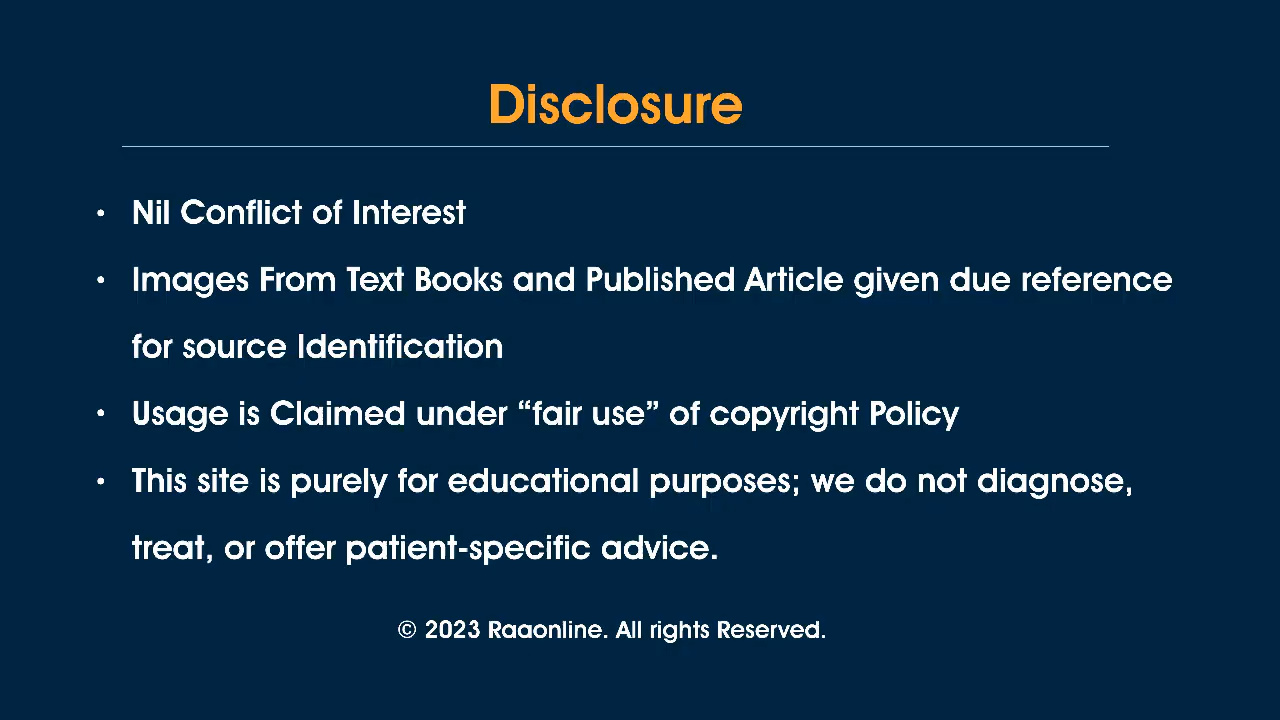 Disclosure
• Nil Conflict of Interest
• Images From Text Books and Published Article given due reference
for source Identification
• Usage is Claimed under “fair use” of copyright Policy
• This site is purely for educational purposes; we do not diagnose,
treat, or offer patient-specific advice.
© 2023 Raaonline. All rights Reserved.